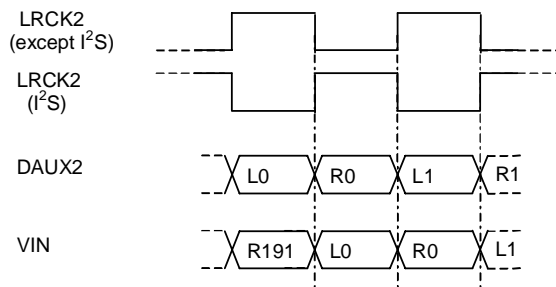 LRCK2
(except I²S)
LRCK2
(I²S)
DAUX2 L0 R0 L1 R1
VIN R191 L0 R0 L1